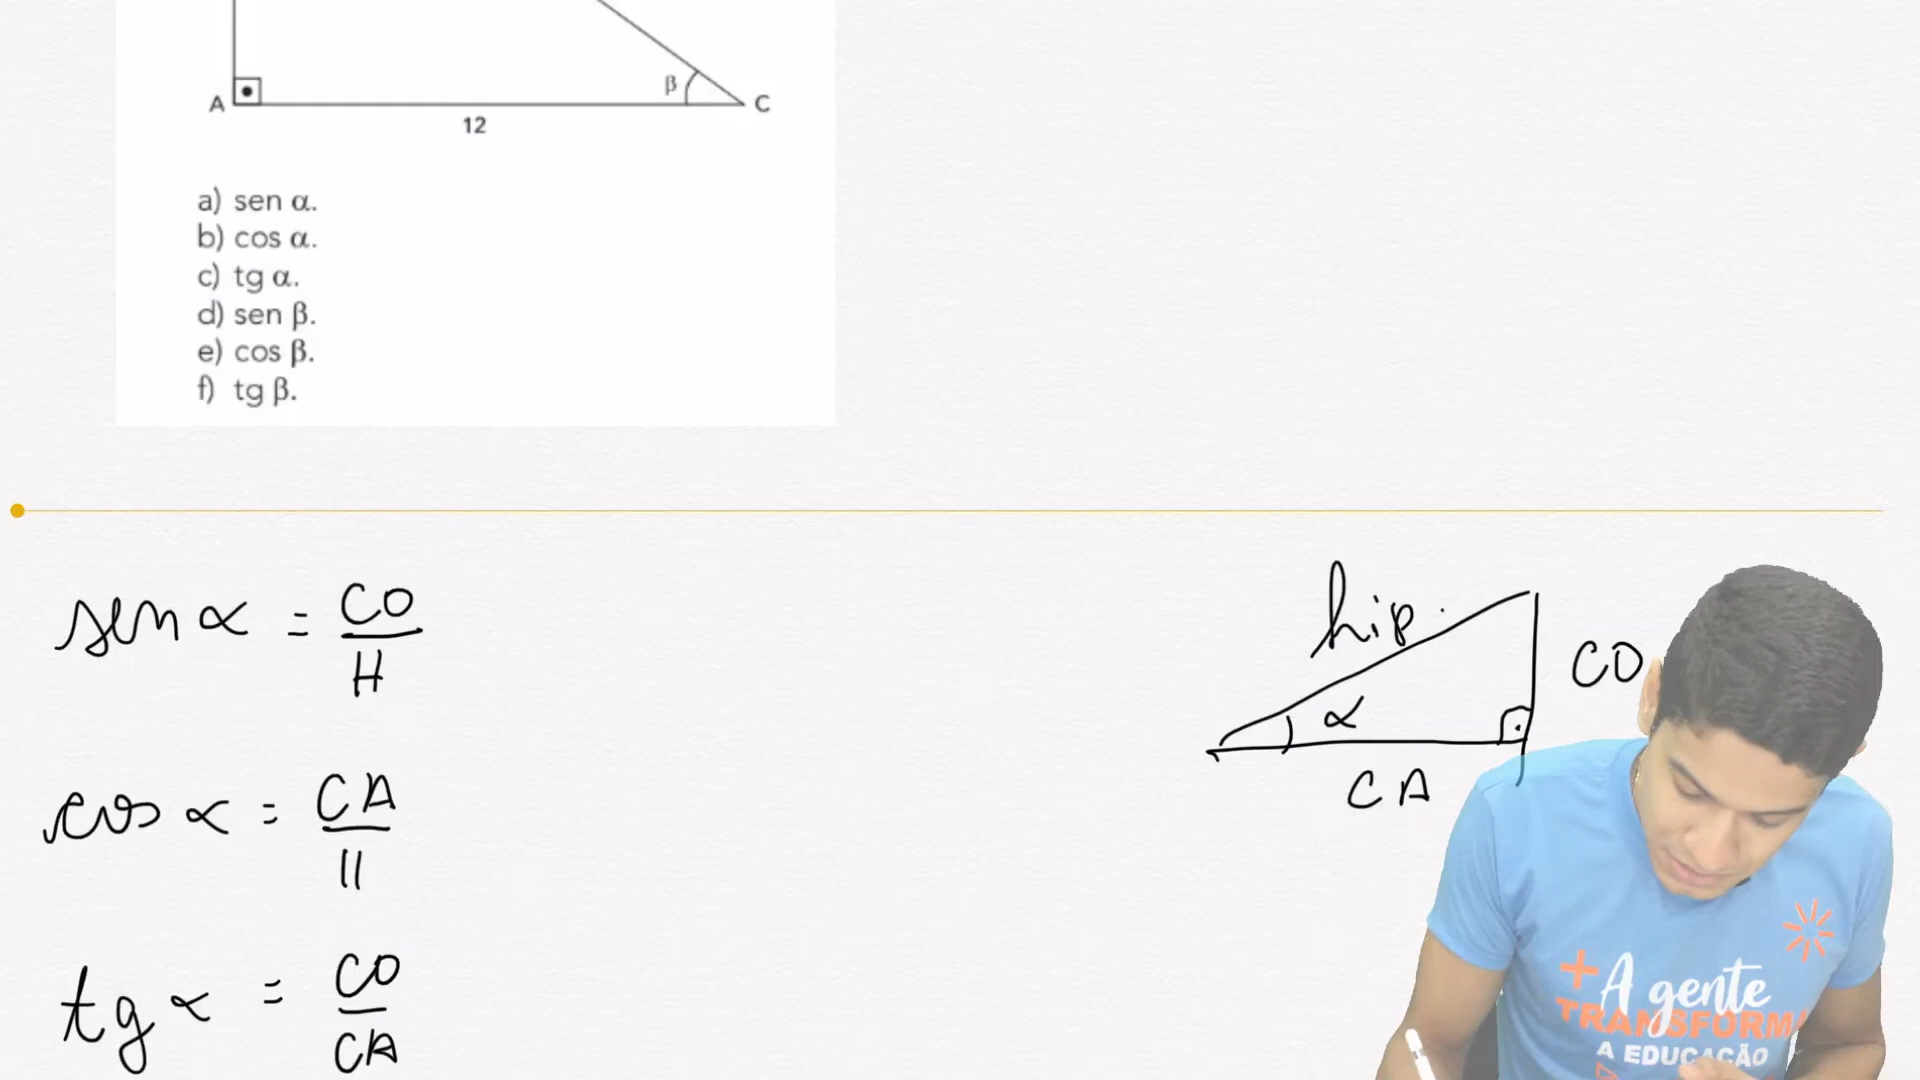 β
A
C
12
a) sen α.
b) cos α.
c) tg α.
d) sen β.
e) cos β.
f) tg β.
sen α = CO
H
hip.
CO
α
CA
cos α = CA
H
tg α = CO
CA
+
A gente
TRANSFORMA
A EDUCAÇÃO